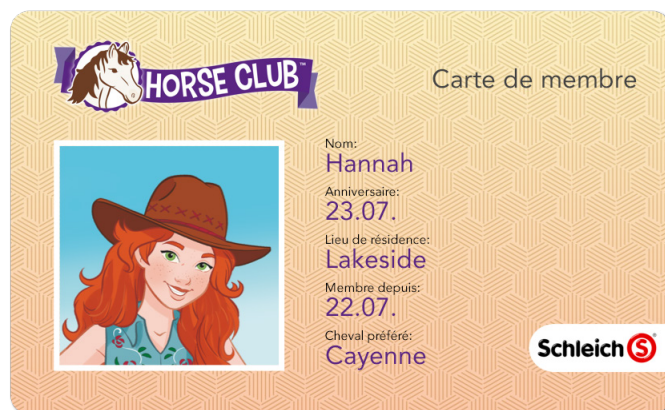 HORSE CLUB™
Carte de membre
Nom:
Hannah
Anniversaire:
23.07.
Lieu de résidence:
Lakeside
Membre depuis:
22.07.
Cheval préféré:
Cayenne
Schleich S